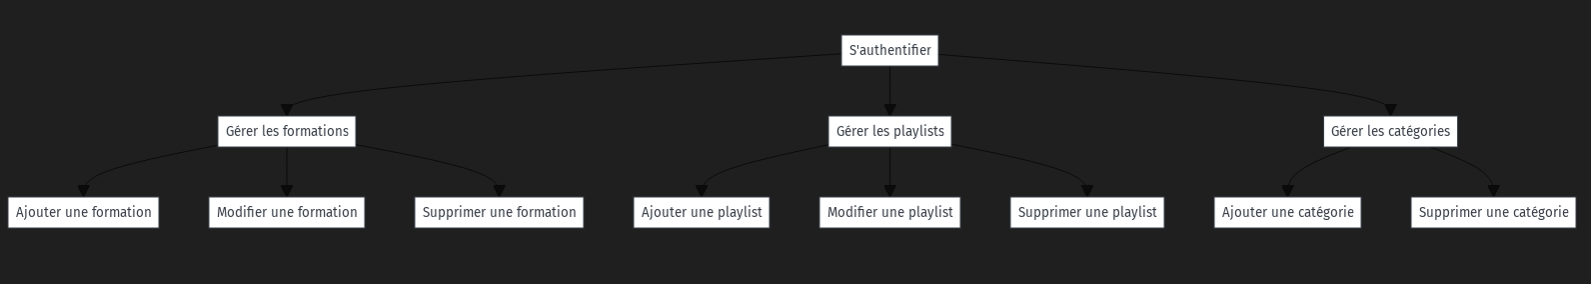 S'authentifier
Gérer les formations
Gérer les playlists
Gérer les catégories
Ajouter une formation
Modifier une formation
Supprimer une formation
Ajouter une playlist
Modifier une playlist
Supprimer une playlist
Ajouter une catégorie
Supprimer une catégorie